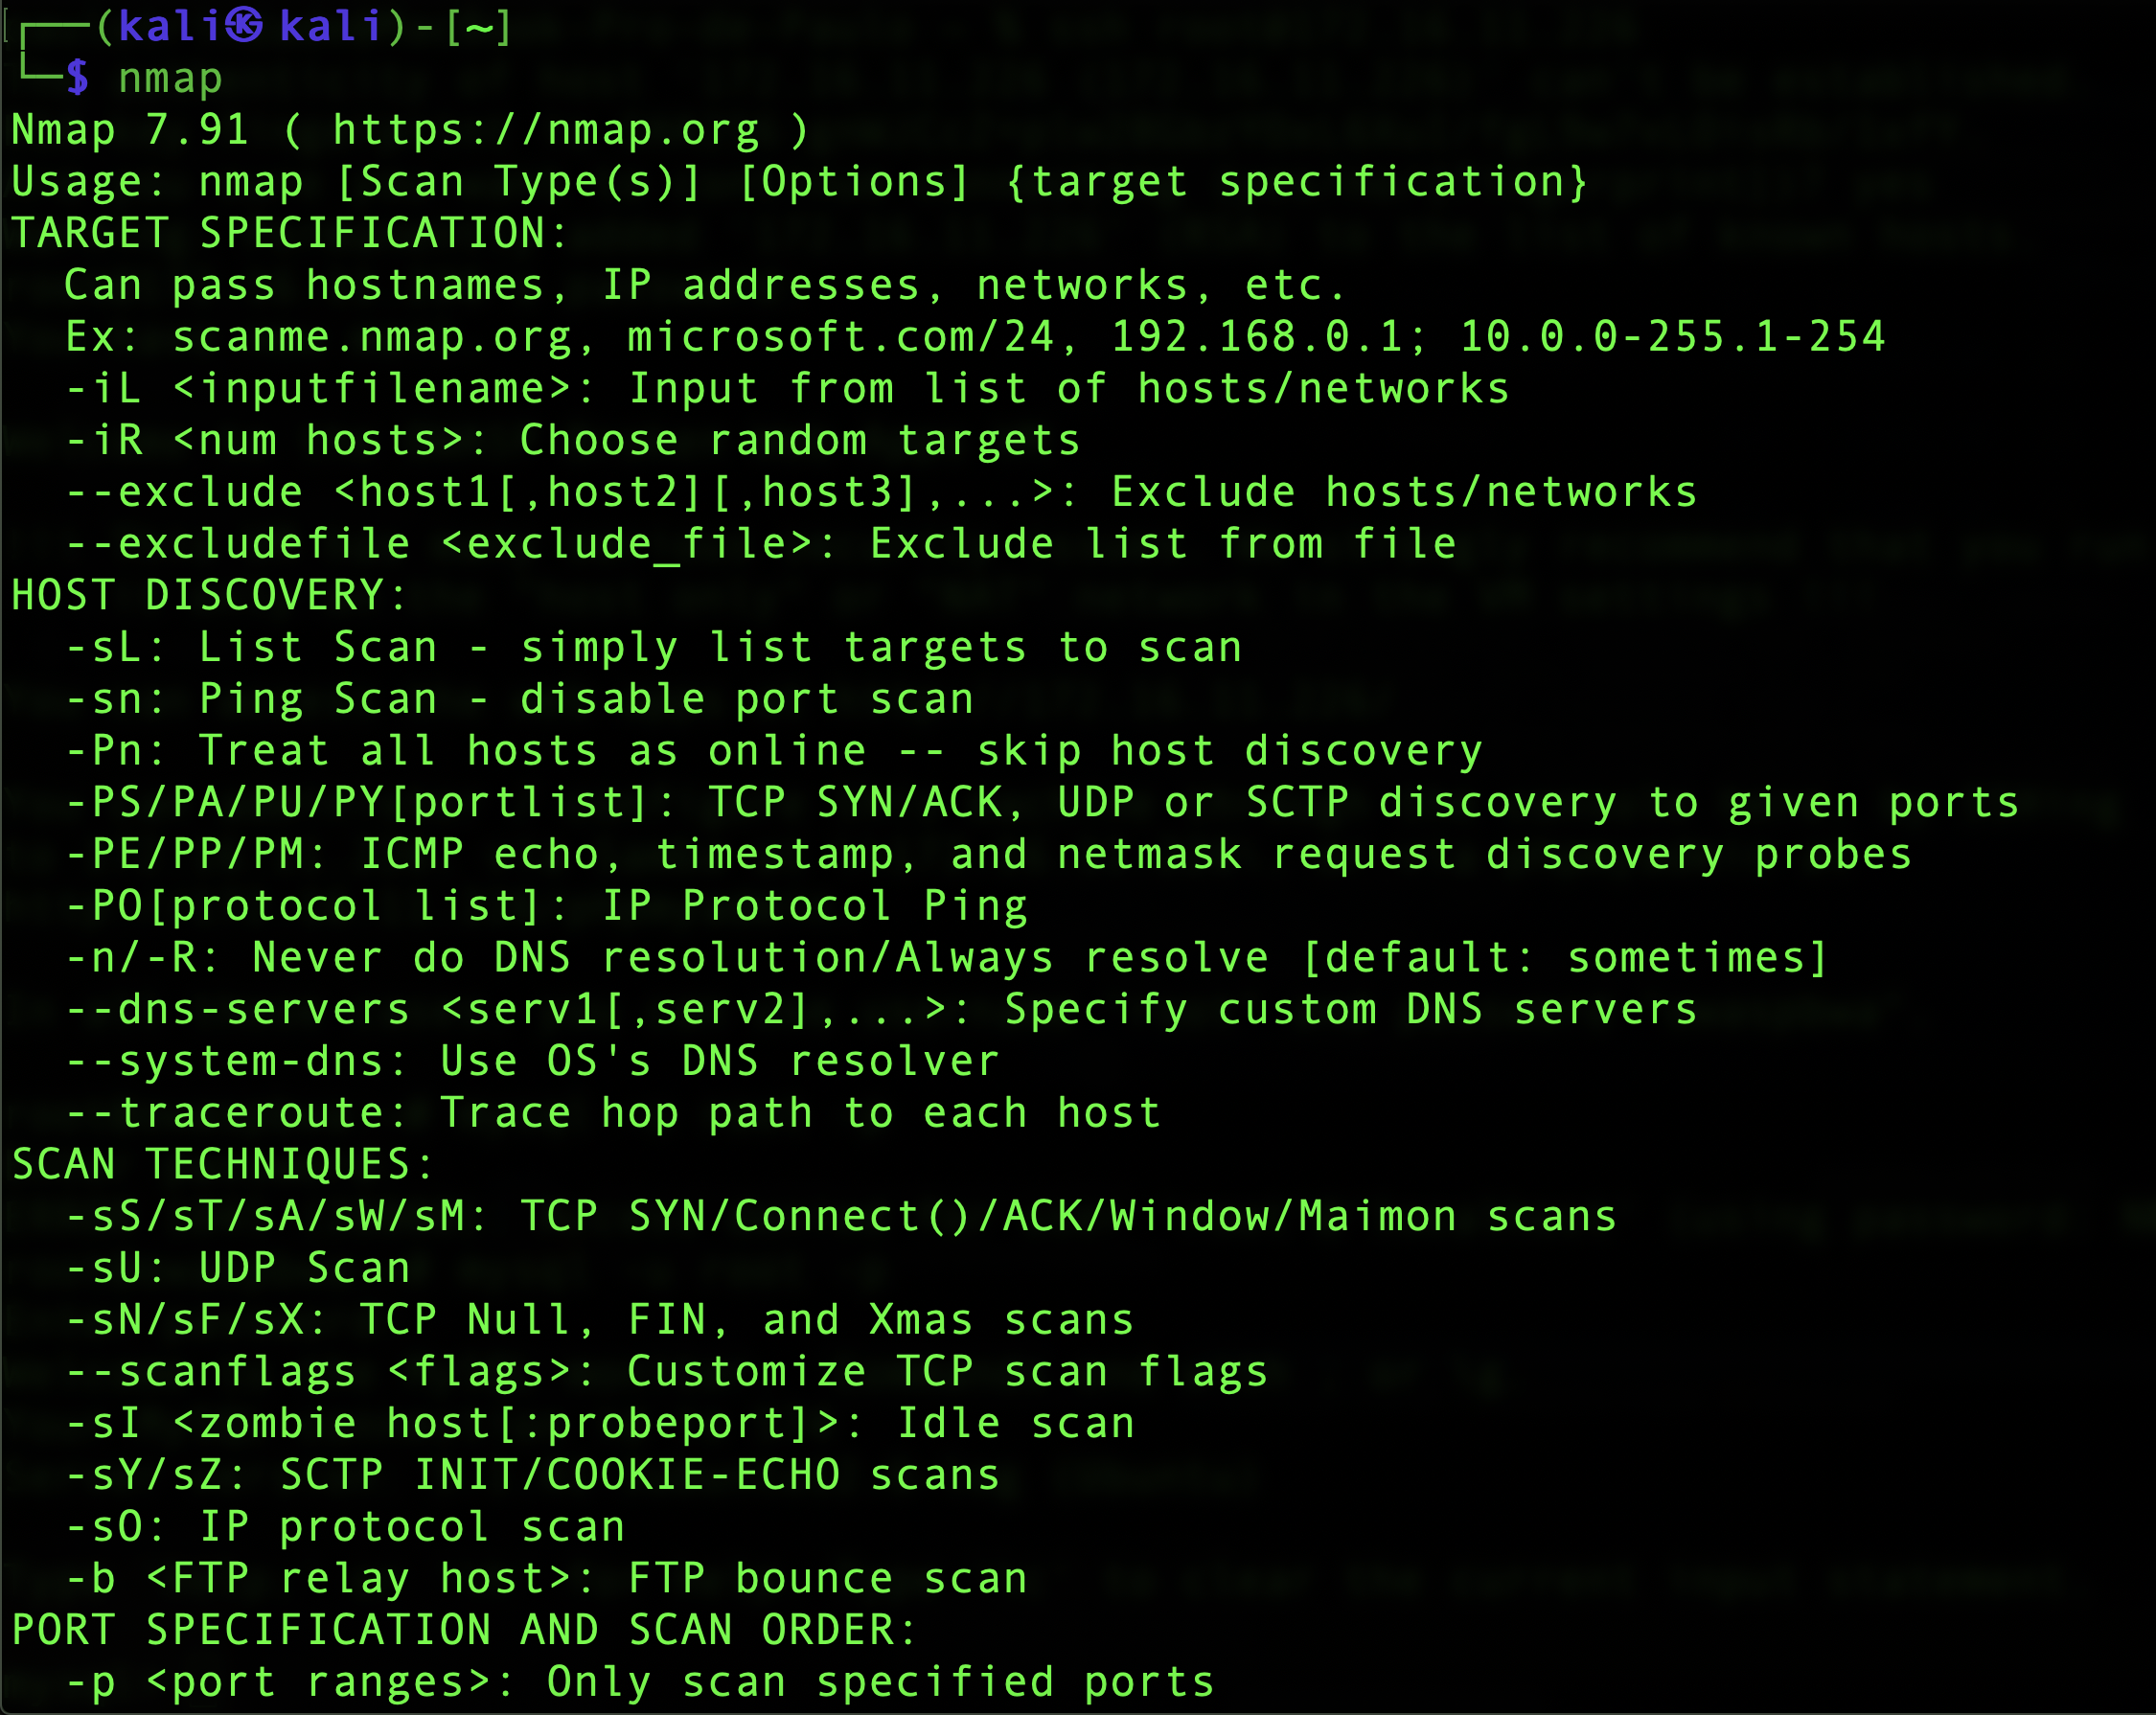 ┌──(kali㉿kali)-[~]
└─$ nmap
Nmap 7.91 ( https://nmap.org )
Usage: nmap [Scan Type(s)] [Options] {target specification}
TARGET SPECIFICATION:
  Can pass hostnames, IP addresses, networks, etc.
  Ex: scanme.nmap.org, microsoft.com/24, 192.168.0.1; 10.0.0-255.1-254
  -iL <inputfilename>: Input from list of hosts/networks
  -iR <num hosts>: Choose random targets
  --exclude <host1[,host2][,host3],...>: Exclude hosts/networks
  --excludefile <exclude_file>: Exclude list from file
HOST DISCOVERY:
  -sL: List Scan - simply list targets to scan
  -sn: Ping Scan - disable port scan
  -Pn: Treat all hosts as online -- skip host discovery
  -PS/PA/PU/PY[portlist]: TCP SYN/ACK, UDP or SCTP discovery to given ports
  -PE/PP/PM: ICMP echo, timestamp, and netmask request discovery probes
  -PO[protocol list]: IP Protocol Ping
  -n/-R: Never do DNS resolution/Always resolve [default: sometimes]
  --dns-servers <serv1[,serv2],...>: Specify custom DNS servers
  --system-dns: Use OS's DNS resolver
  --traceroute: Trace hop path to each host
SCAN TECHNIQUES:
  -sS/sT/sA/sW/sM: TCP SYN/Connect()/ACK/Window/Maimon scans
  -sU: UDP Scan
  -sN/sF/sX: TCP Null, FIN, and Xmas scans
  --scanflags <flags>: Customize TCP scan flags
  -sI <zombie host[:probeport]>: Idle scan
  -sY/sZ: SCTP INIT/COOKIE-ECHO scans
  -sO: IP protocol scan
  -b <FTP relay host>: FTP bounce scan
PORT SPECIFICATION AND SCAN ORDER:
  -p <port ranges>: Only scan specified ports